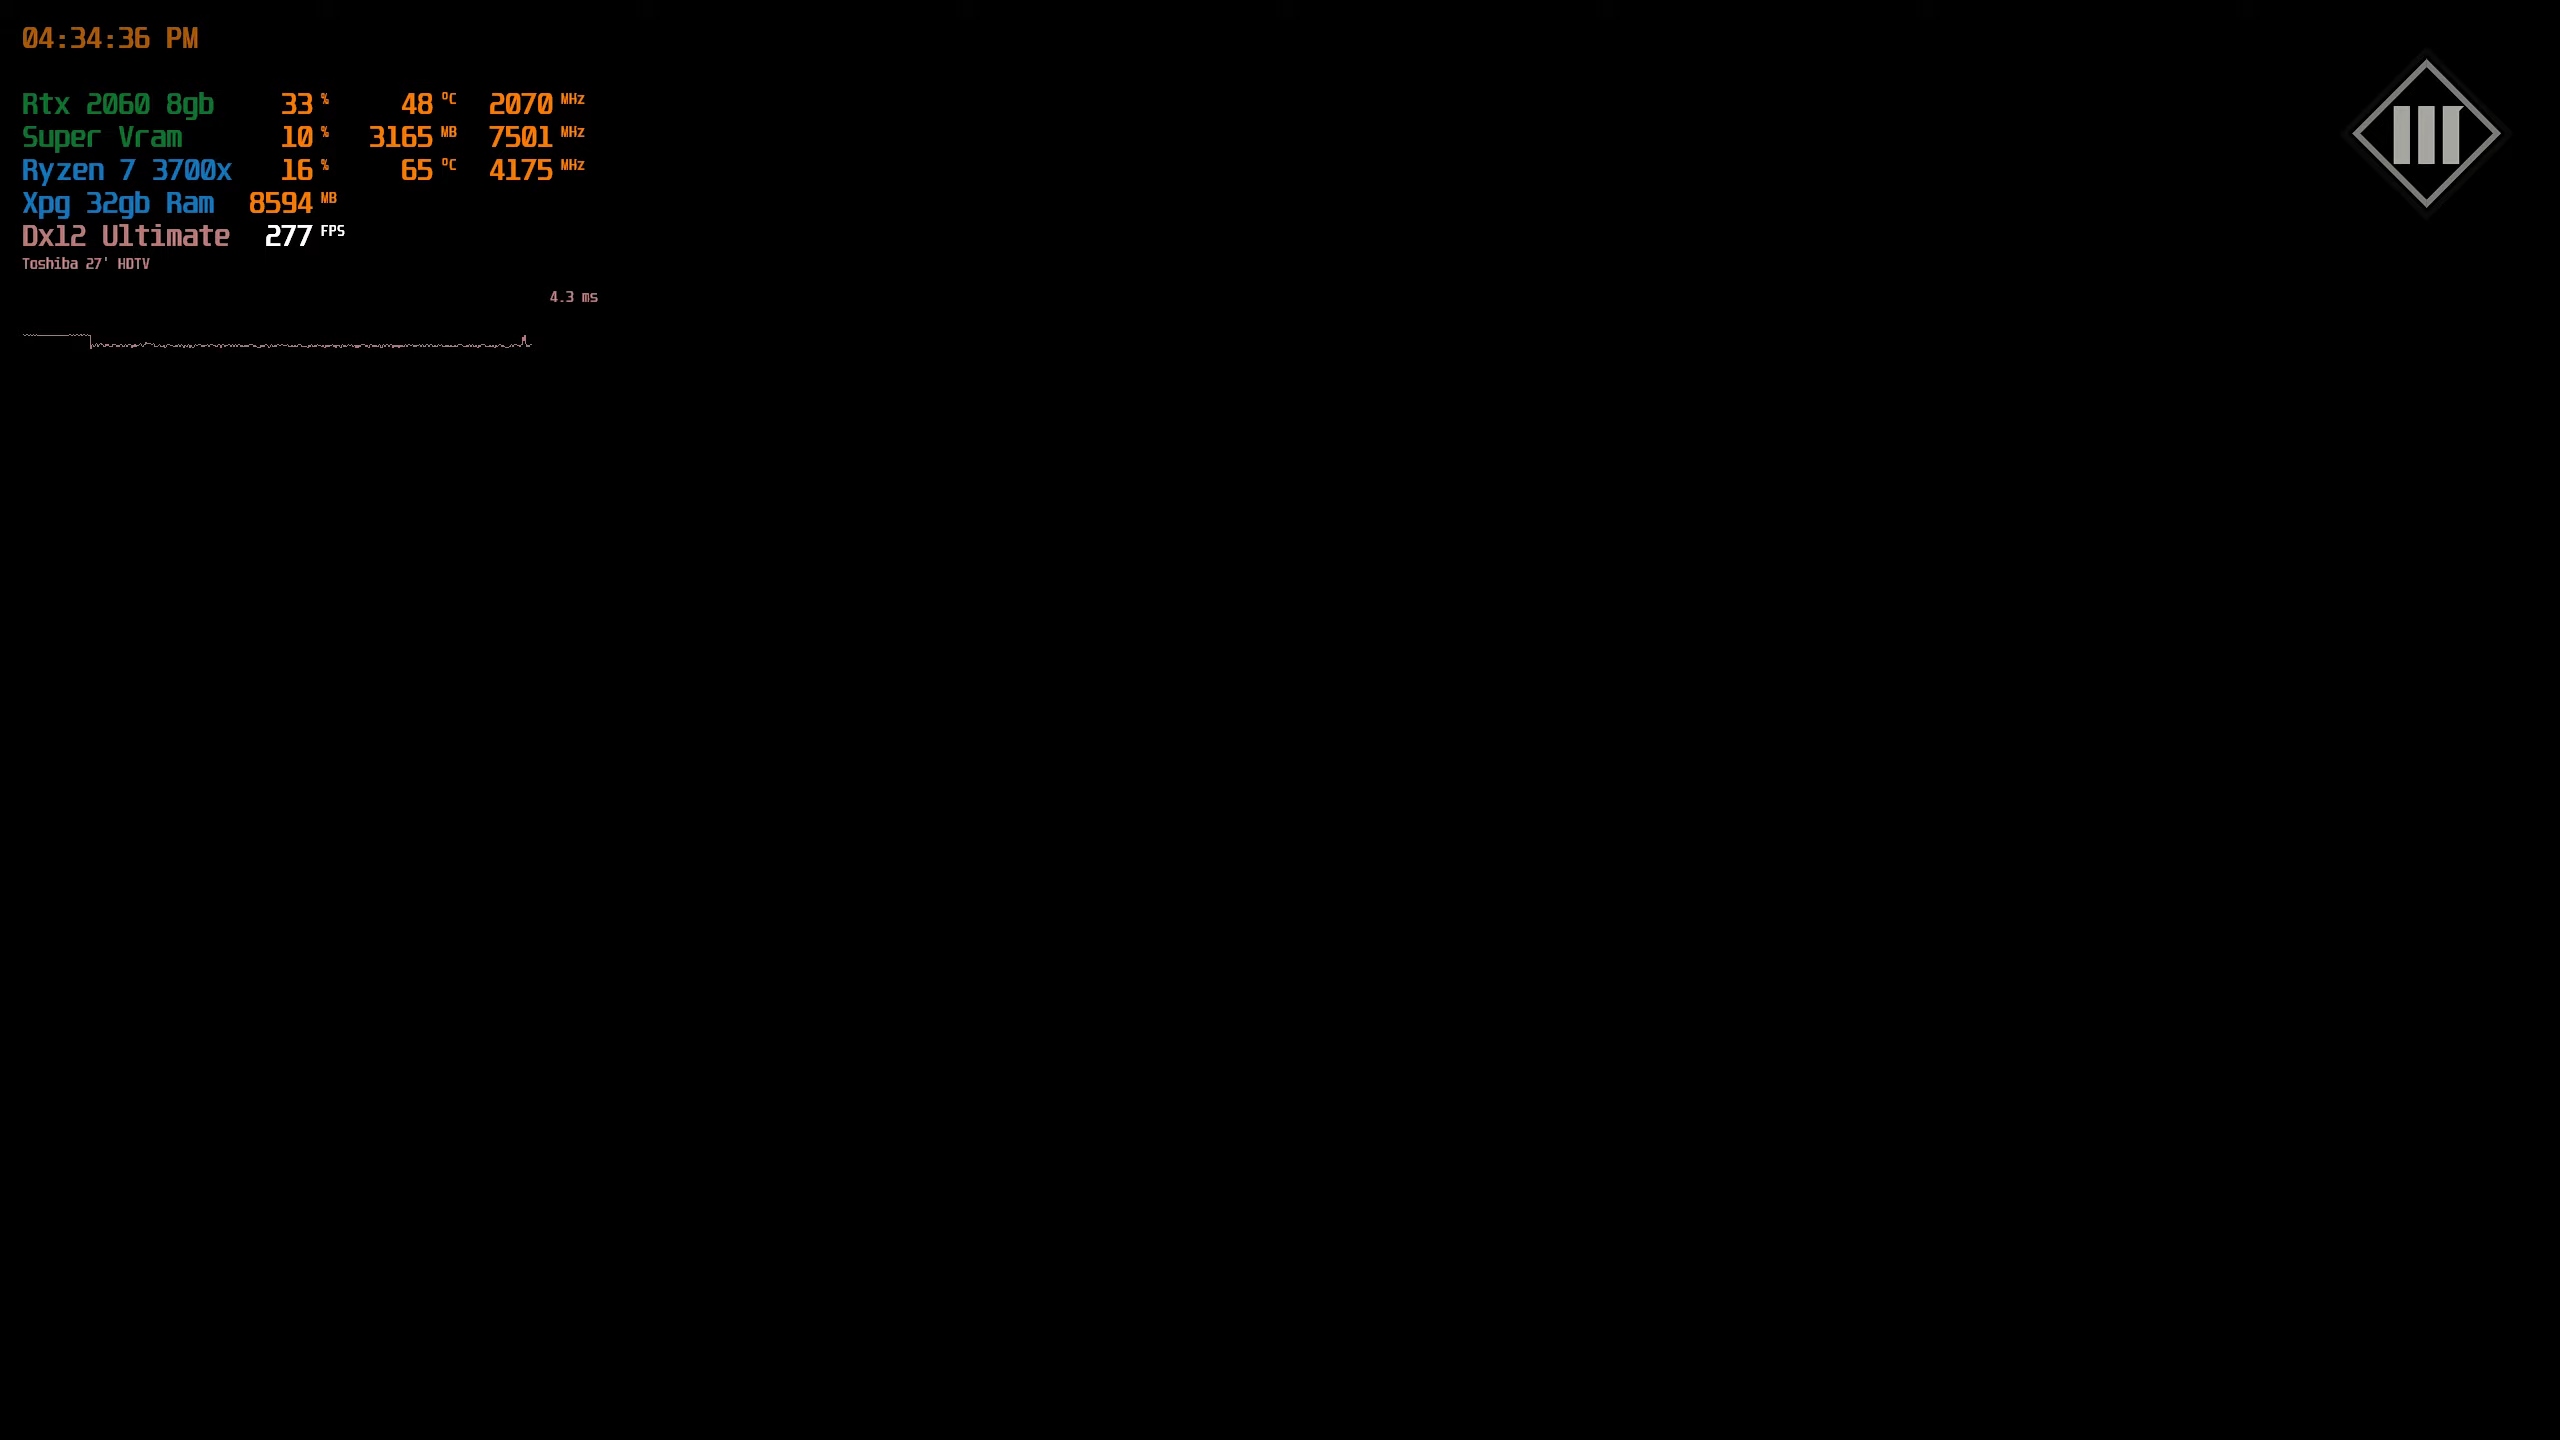 04:34:36 PM
Rtx 2060 8gb 33 % 48 °C 2070 MHz
Super Vram 10 % 3165 MB 7501 MHz
Ryzen 7 3700x 16 % 65 °C 4175 MHz
Xpg 32gb Ram 8594 MB
Dx12 Ultimate 277 FPS
Toshiba 27' HDTV
4.3 ms
III